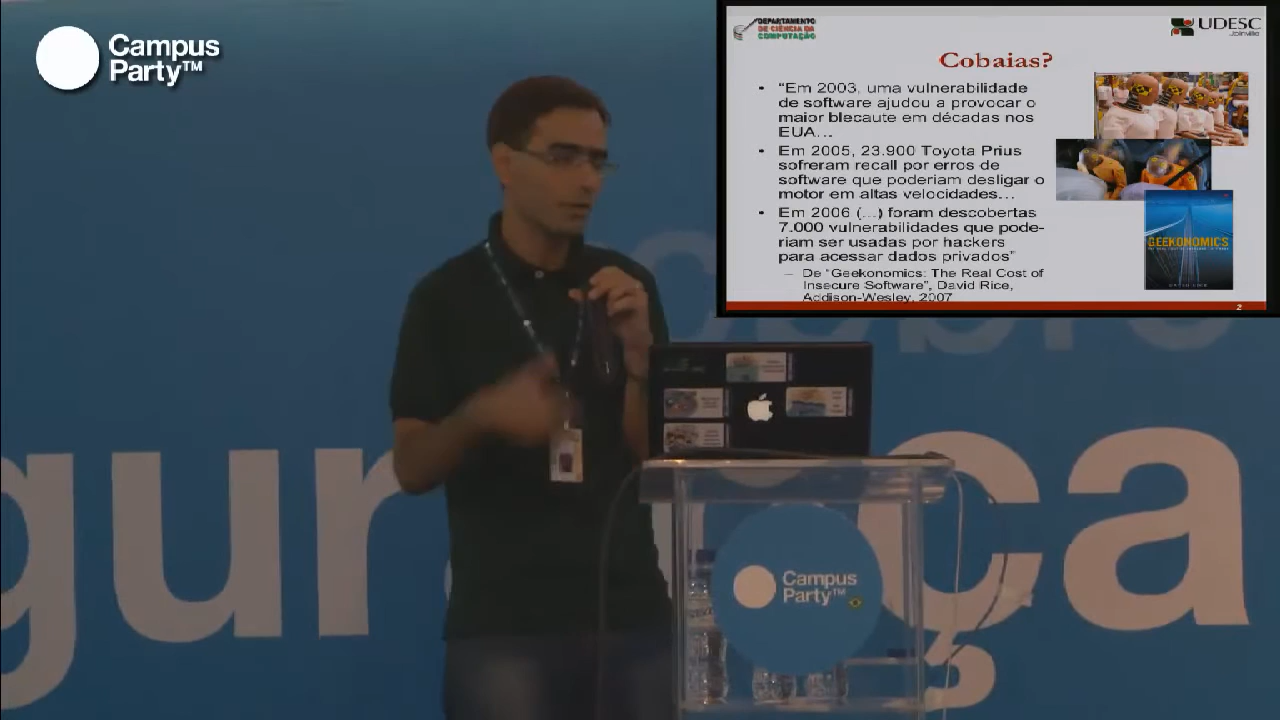 Campus
Party™
DEPARTAMENTO
DE CIÊNCIA DA
COMPUTAÇÃO
UDESC
Joinville
Cobaias?
• "Em 2003, uma vulnerabilidade
de software ajudou a provocar o
maior blecaute em décadas nos
EUA...
• Em 2005, 23.900 Toyota Prius
sofreram recall por erros de
software que poderiam desligar o
motor em altas velocidades...
• Em 2006 (...) foram descobertas
7.000 vulnerabilidades que pode-
riam ser usadas por hackers
para acessar dados privados"
– De "Geekonomics: The Real Cost of
Insecure Software", David Rice,
Addison-Wesley, 2007
GEEKONOMICS
2
gurança
Campus
Party™